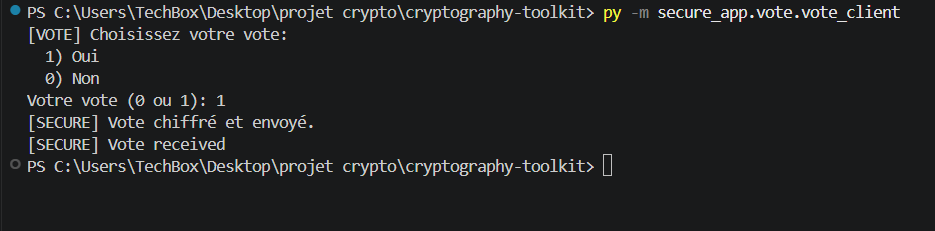 PS C:\Users\TechBox\Desktop\projet crypto\cryptography-toolkit> py -m secure_app.vote.vote_client
[VOTE] Choisissez votre vote:
  1) Oui
  0) Non
Votre vote (0 ou 1): 1
[SECURE] Vote chiffré et envoyé.
[SECURE] Vote received
PS C:\Users\TechBox\Desktop\projet crypto\cryptography-toolkit>